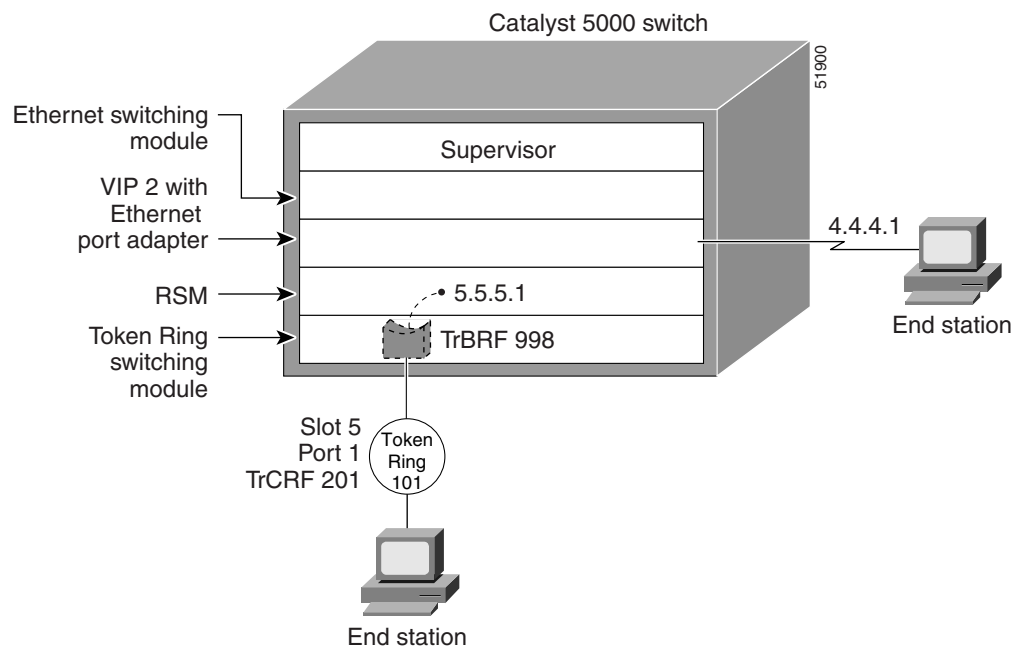 Catalyst 5000 switch
51900
Ethernet switching
module
Supervisor
VIP 2 with
Ethernet
port adapter
4.4.4.1
End station
RSM
5.5.5.1
Token Ring
switching
module
TrBRF 998
Slot 5
Port 1
TrCRF 201
Token
Ring
101
End station